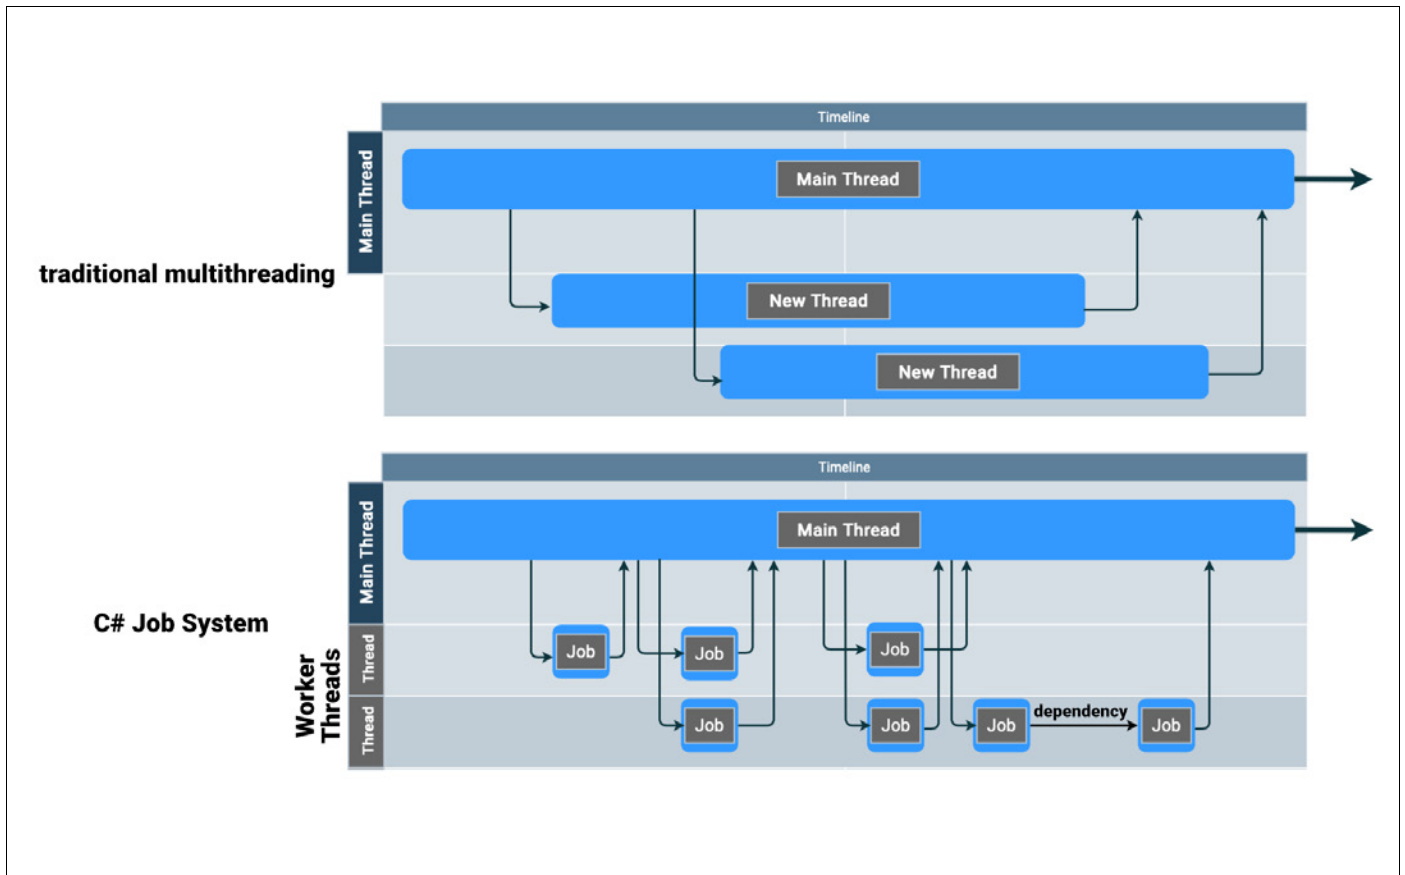 Timeline
Main Thread
Main Thread
traditional multithreading
New Thread
New Thread
Timeline
Main Thread
Main Thread
C# Job System
Worker
Threads
Thread
Job
Job
Job
Thread
Job
Job
Job
dependency
Job